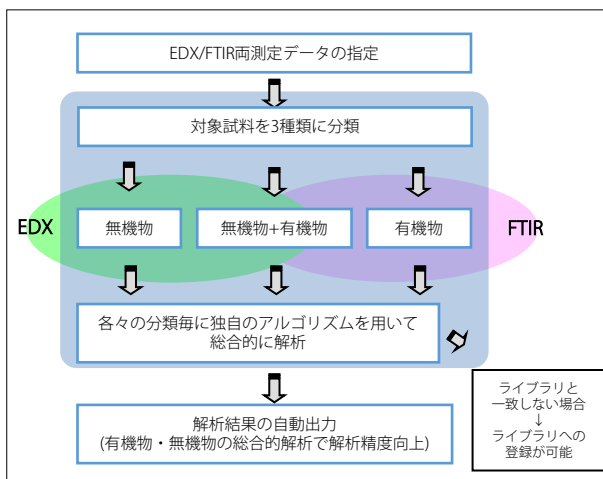 EDX/FTIR両測定データの指定
対象試料を3種類に分類
EDX
無機物
無機物+有機物
有機物
FTIR
各々の分類毎に独自のアルゴリズムを用いて
総合的に解析
解析結果の自動出力
(有機物・無機物の総合的解析で解析精度向上)
ライブラリと
一致しない場合
↓
ライブラリへの
登録が可能